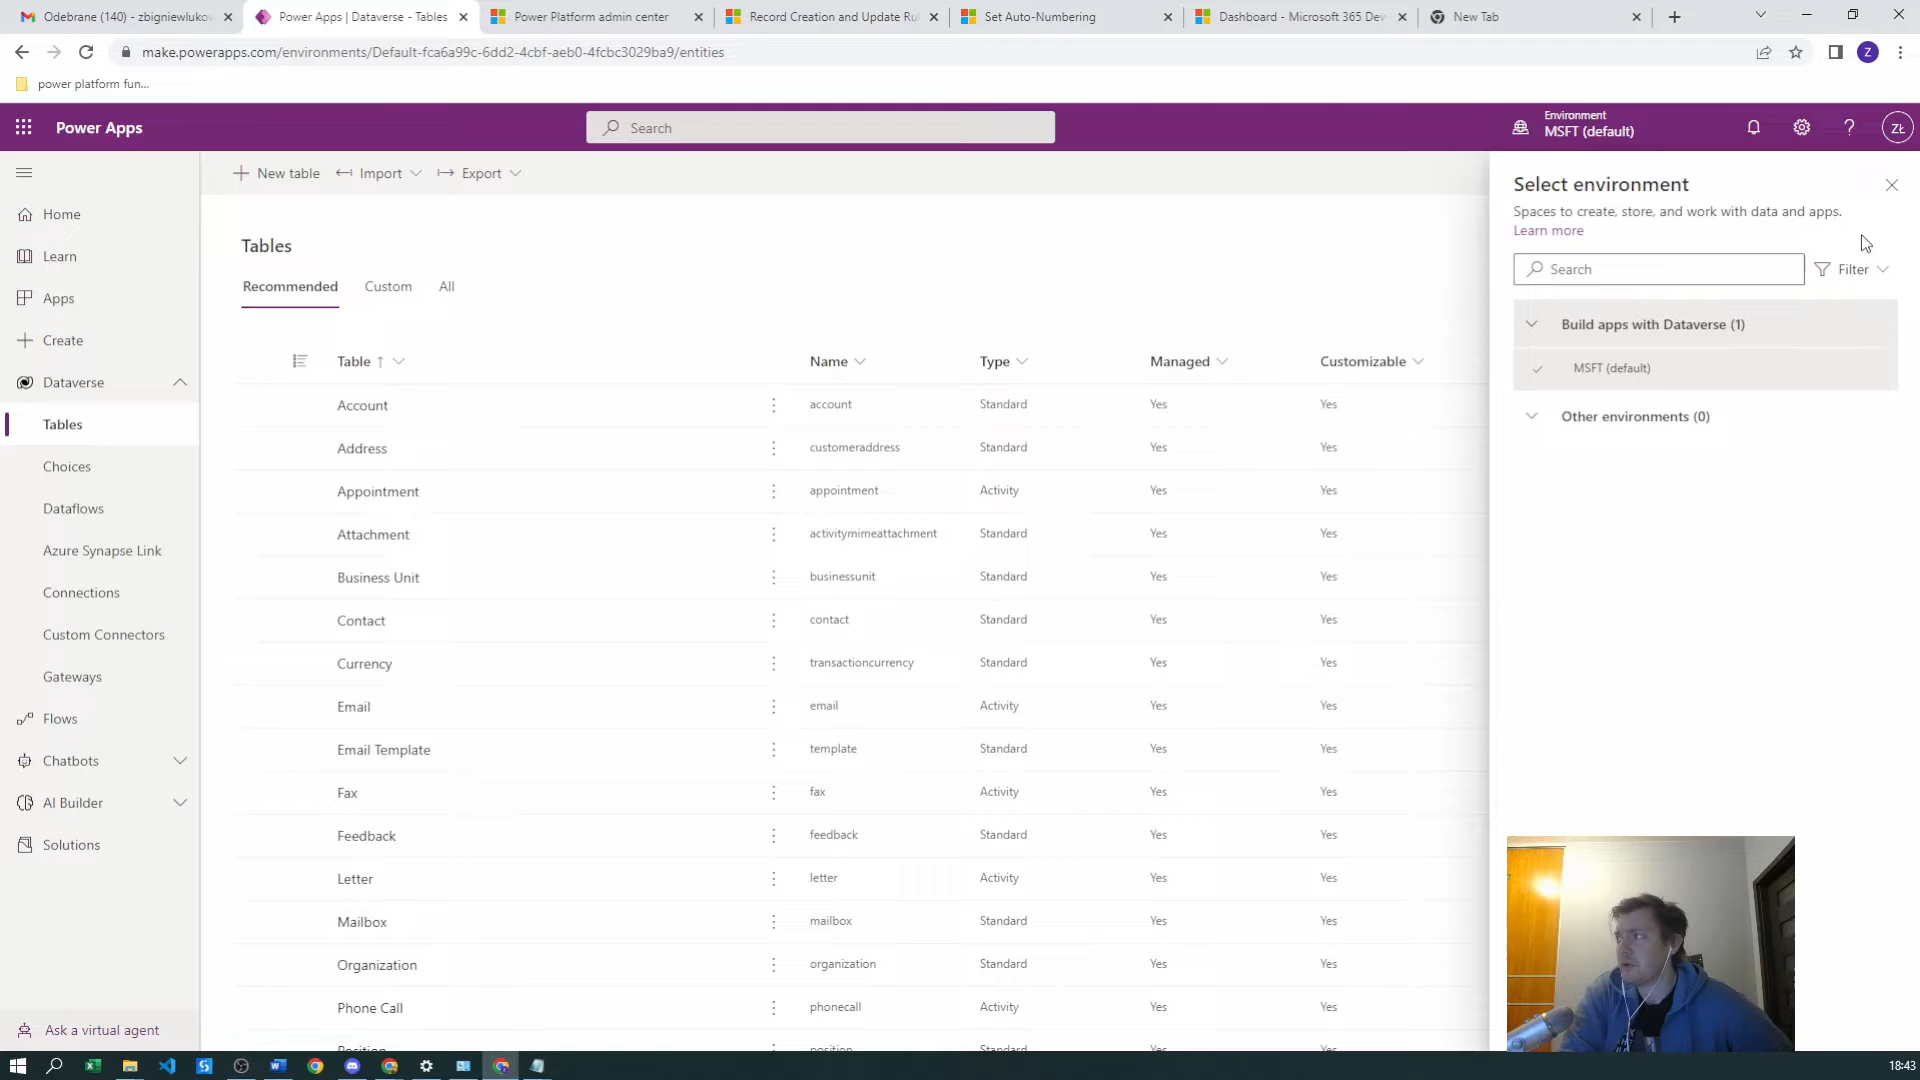 Odebrane (140) - zbigniewlukow
Power Apps | Dataverse - Tables
Power Platform admin center
Record Creation and Update Ru
Set Auto-Numbering
Dashboard - Microsoft 365 Dev
New Tab
make.powerapps.com/environments/Default-fca6a99c-6dd2-4cbf-aeb0-4fcbc3029ba9/entities
Z
power platform fun...
Power Apps
Search
Environment
MSFT (default)
ZŁ
Home
Learn
Apps
Create
Dataverse
Tables
Choices
Dataflows
Azure Synapse Link
Connections
Custom Connectors
Gateways
Flows
Chatbots
AI Builder
Solutions
Ask a virtual agent
New table
Import
Export
Tables
Recommended
Custom
All
Table ↑ Name Type Managed Customizable
Account account Standard Yes Yes
Address customeraddress Standard Yes Yes
Appointment appointment Activity Yes Yes
Attachment activitymimeattachment Standard Yes Yes
Business Unit businessunit Standard Yes Yes
Contact contact Standard Yes Yes
Currency transactioncurrency Standard Yes Yes
Email email Activity Yes Yes
Email Template template Standard Yes Yes
Fax fax Activity Yes Yes
Feedback feedback Standard Yes Yes
Letter letter Activity Yes Yes
Mailbox mailbox Standard Yes Yes
Organization organization Standard Yes Yes
Phone Call phonecall Activity Yes Yes
Position position Standard Yes Yes
Select environment
Spaces to create, store, and work with data and apps.
Learn more
Search
Filter
Build apps with Dataverse (1)
MSFT (default)
Other environments (0)
18:43